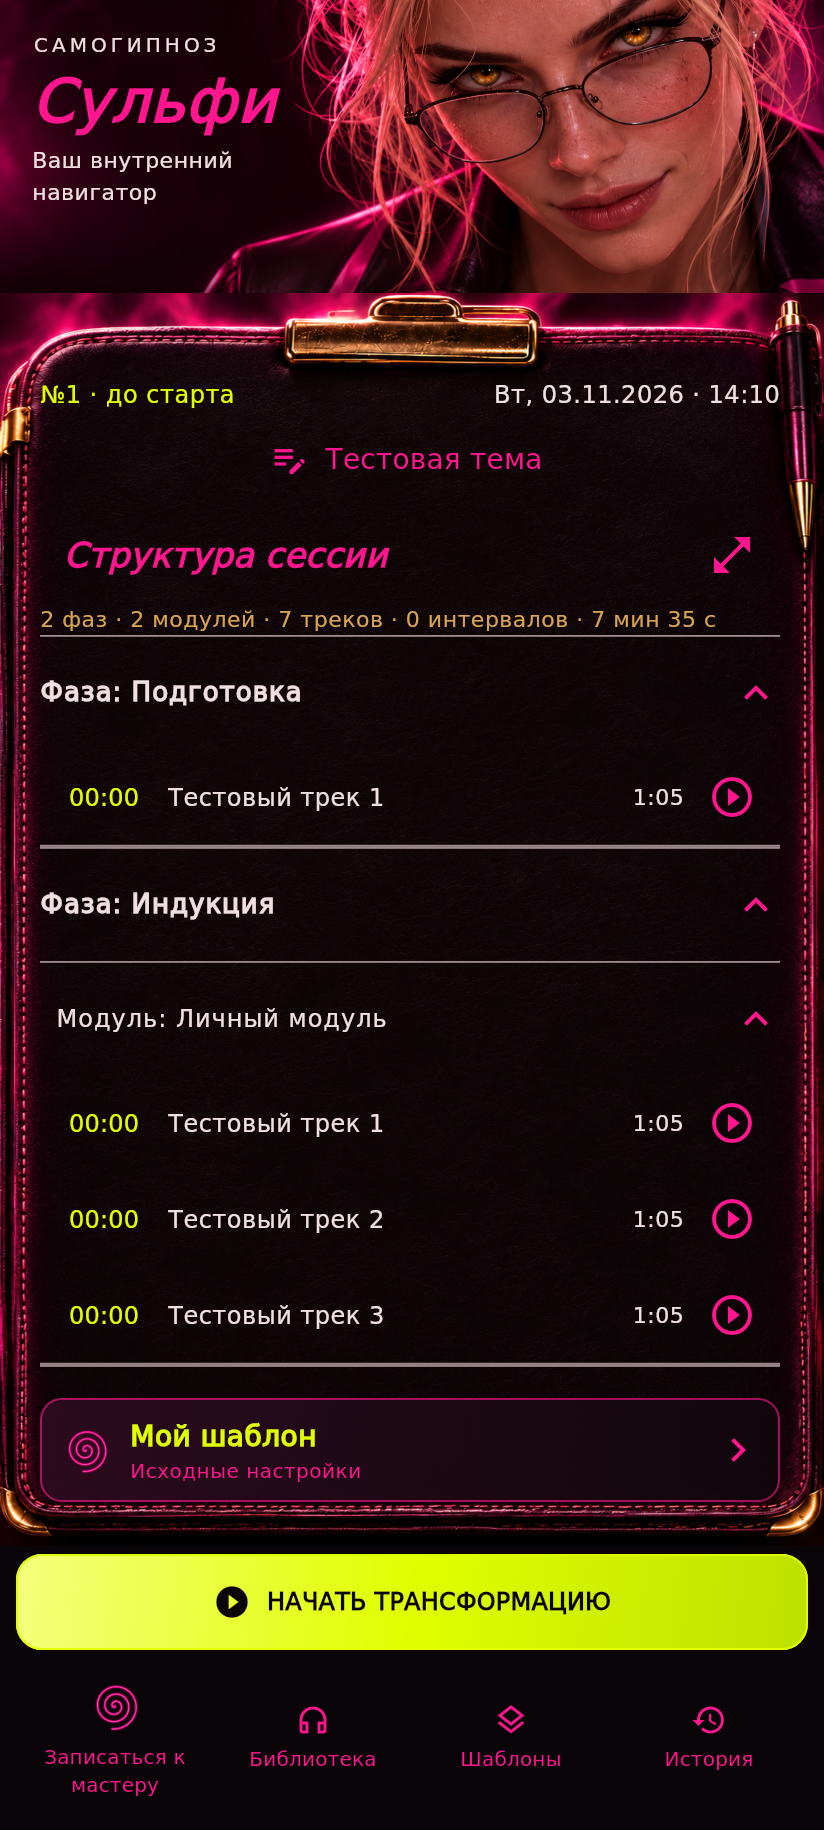 САМОГИПНОЗ
Сульфи
Ваш внутренний
навигатор
№1 · до старта
Вт, 03.11.2026 · 14:10
Тестовая тема
Структура сессии
2 фаз · 2 модулей · 7 треков · 0 интервалов · 7 мин 35 с
Фаза: Подготовка
00:00 Тестовый трек 1 1:05
Фаза: Индукция
Модуль: Личный модуль
00:00 Тестовый трек 1 1:05
00:00 Тестовый трек 2 1:05
00:00 Тестовый трек 3 1:05
Мой шаблон
Исходные настройки
НАЧАТЬ ТРАНСФОРМАЦИЮ
Записаться к
мастеру
Библиотека
Шаблоны
История